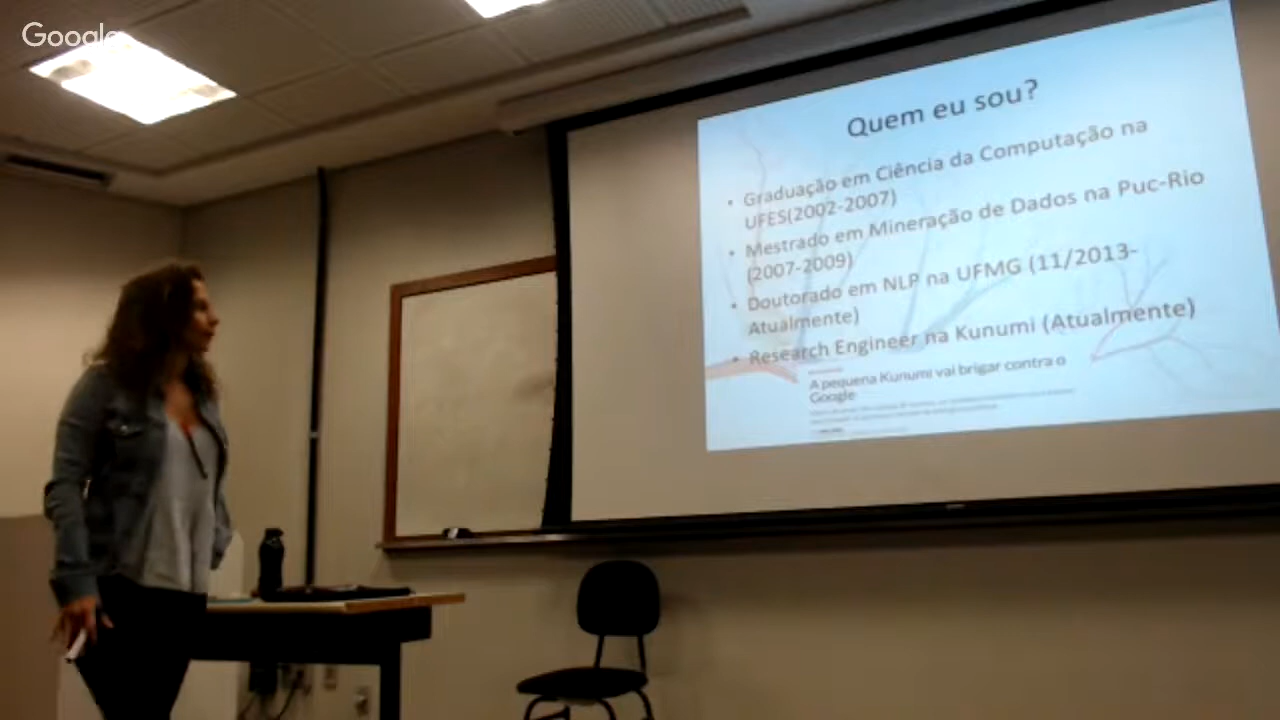 Google
Quem eu sou?
• Graduação em Ciência da Computação na
UFES(2002-2007)
• Mestrado em Mineração de Dados na Puc-Rio
(2007-2009)
• Doutorado em NLP na UFMG (11/2013-
Atualmente)
• Research Engineer na Kunumi (Atualmente)
A pequena Kunumi vai brigar contra o
Google